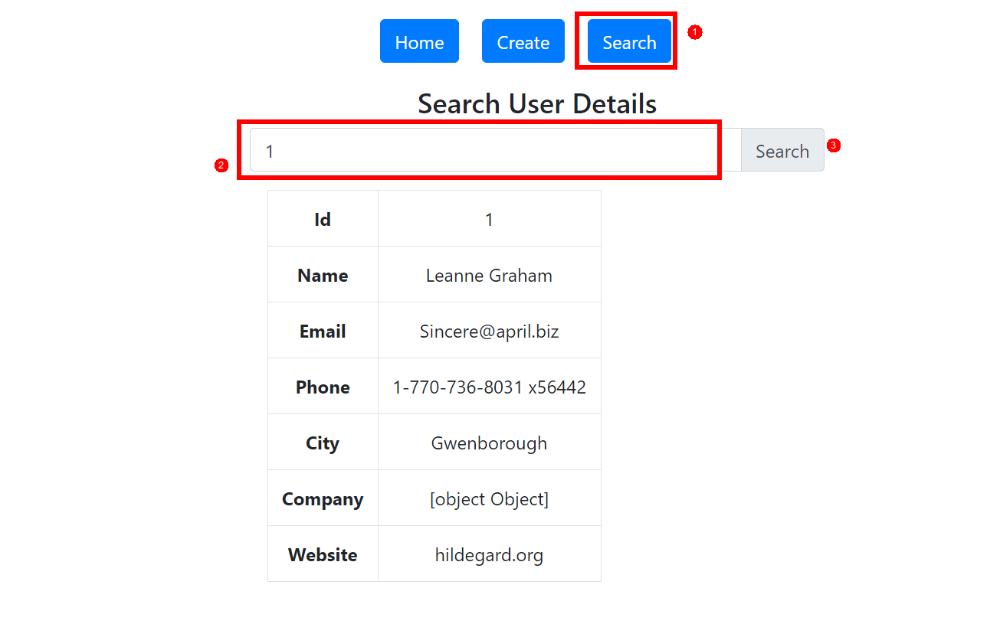 Home Create Search 1
Search User Details
1 Search 3
2
Id 1
Name Leanne Graham
Email Sincere@april.biz
Phone 1-770-736-8031 x56442
City Gwenborough
Company [object Object]
Website hildegard.org